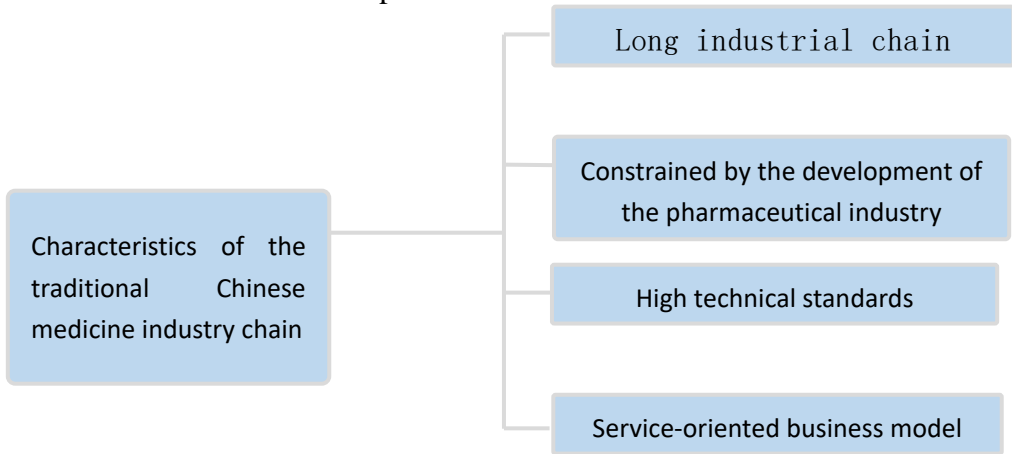 Long industrial chain
Constrained by the development of
the pharmaceutical industry
Characteristics of the
traditional Chinese
medicine industry chain
High technical standards
Service-oriented business model